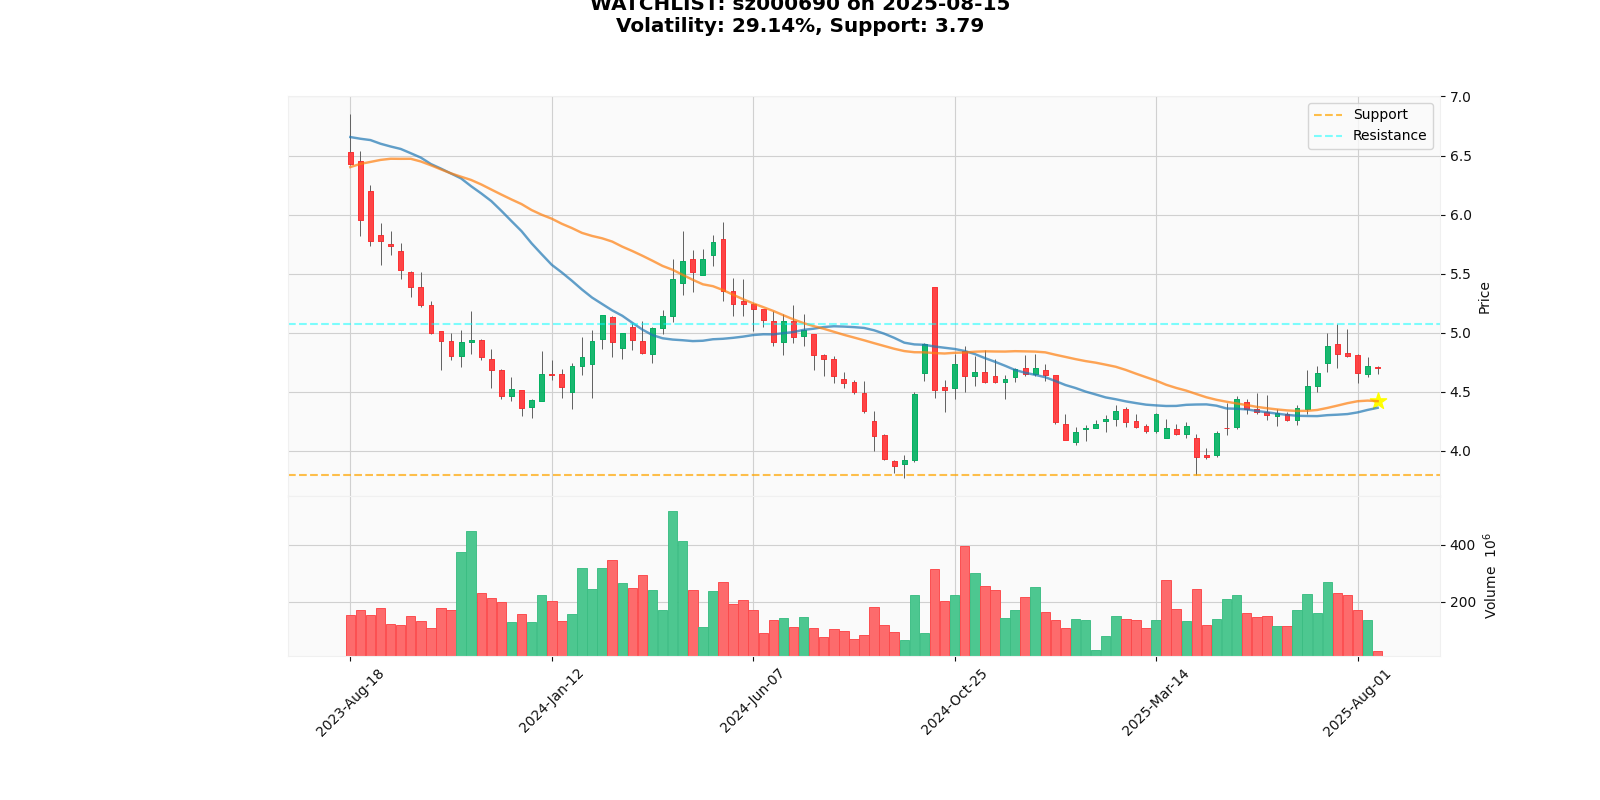 WATCHLIST: sz000690 on 2025-08-15
Volatility: 29.14%, Support: 3.79
Support
Resistance
7.0
6.5
6.0
5.5
5.0
4.5
4.0
Price
400
200
Volume 10⁶
2023-Aug-18
2024-Jan-12
2024-Jun-07
2024-Oct-25
2025-Mar-14
2025-Aug-01